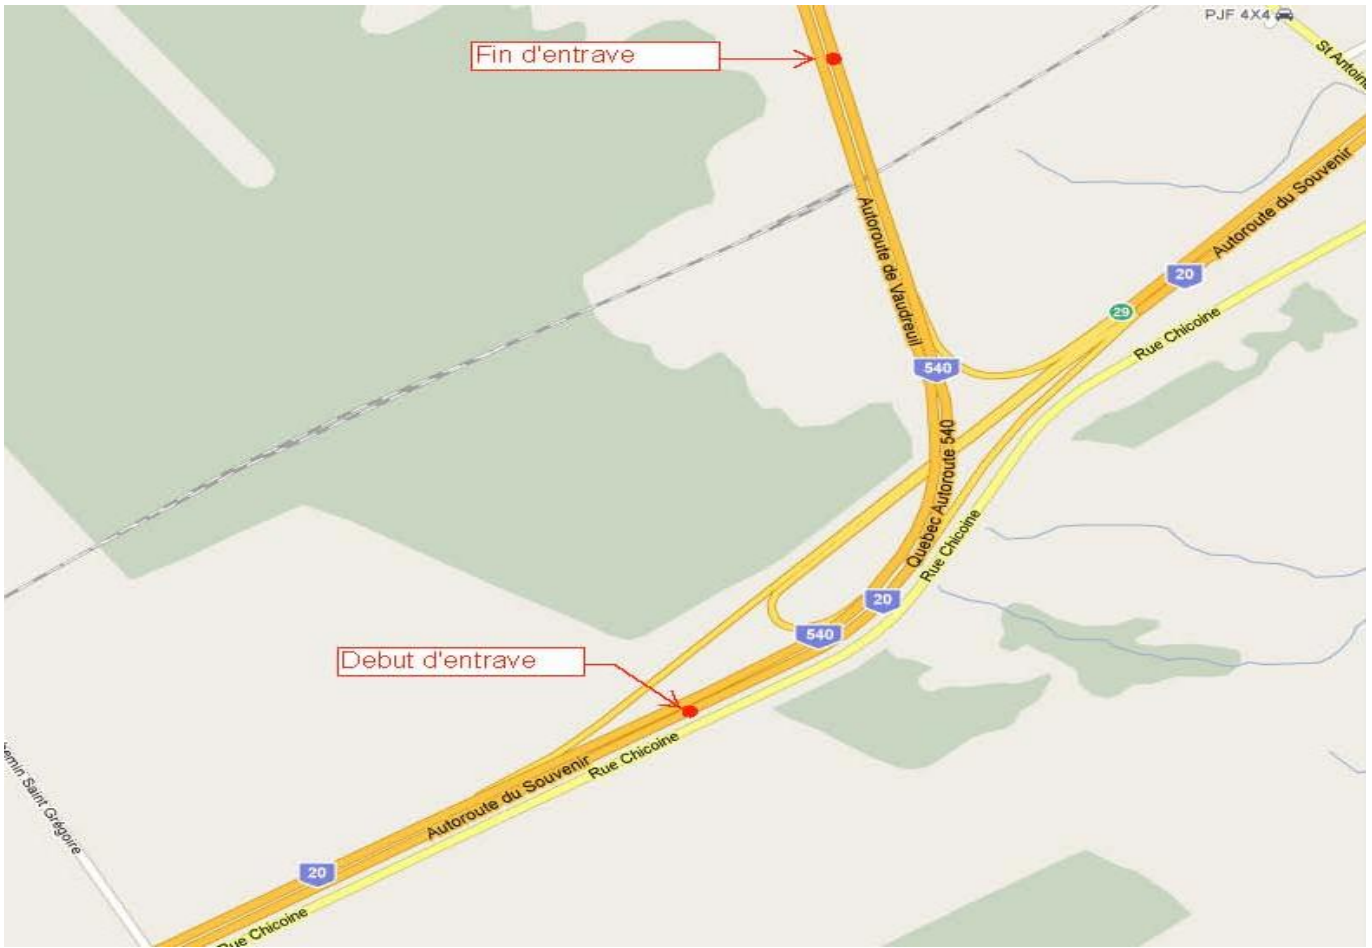 PJF 4X4
Fin d'entrave
St Antoine
Autoroute du Souvenir
Autoroute de Vaudreuil
20
29
Rue Chicoine
540
Quebec Autoroute 540
Rue Chicoine
20
540
Debut d'entrave
Rue Chicoine
Autoroute du Souvenir
emin Saint Grégoire
20
Rue Chicoine